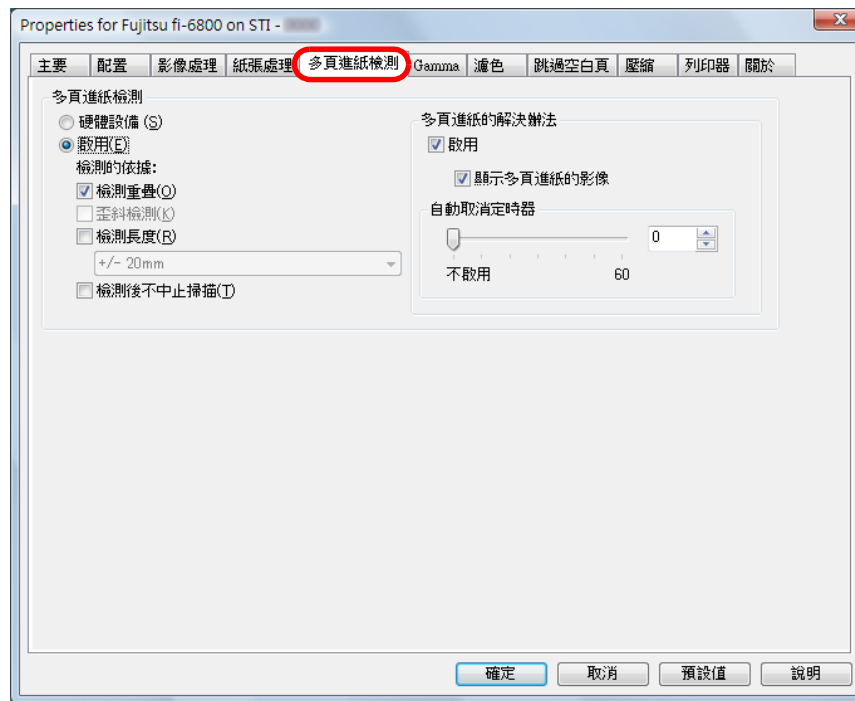 Properties for Fujitsu fi-6800 on STI -
主要 配置 影像處理 紙張處理 多頁進紙檢測 Gamma 濾色 跳過空白頁 壓縮 列印器 關於
多頁進紙檢測
硬體設備 (S)
啟用(E)
檢測的依據:
檢測重疊(O)
歪斜檢測(K)
檢測長度(R)
+/- 20mm
檢測後不中止掃描(T)
多頁進紙的解決辦法
啟用
顯示多頁進紙的影像
自動取消定時器
0
不啟用 60
確定 取消 預設值 說明